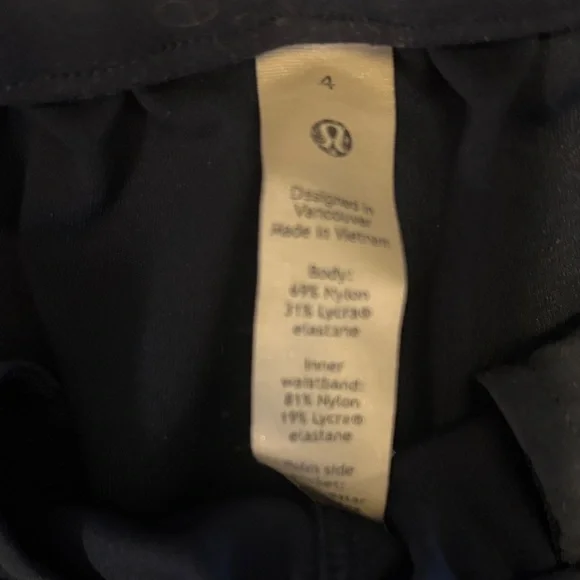 4
Designed in
Vancouver
Made in Vietnam
Body:
69% Nylon
31% Lycra®
elastane
Inner
waistband:
81% Nylon
19% Lycra®
elastane
side